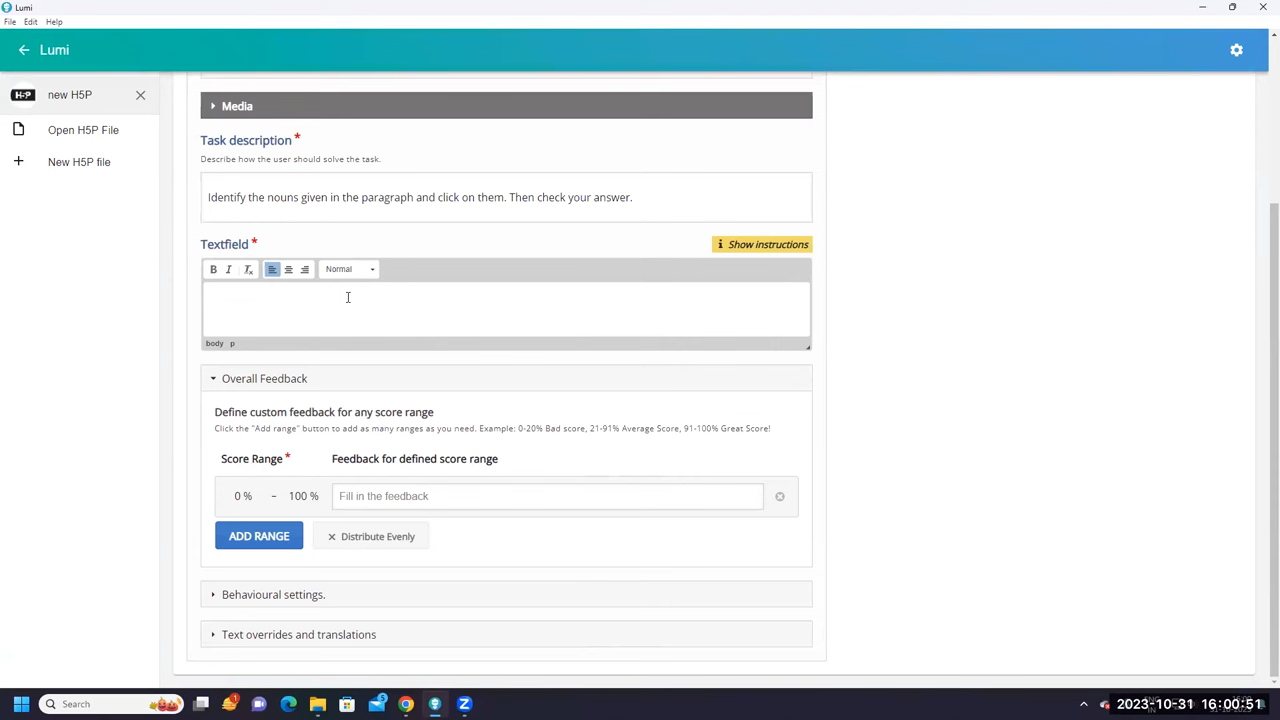 Lumi
File Edit Help
Lumi
H-P new H5P
Open H5P File
New H5P file
Media
Task description *
Describe how the user should solve the task.
Identify the nouns given in the paragraph and click on them. Then check your answer.
Textfield *
Show instructions
B I Tx Normal
body p
Overall Feedback
Define custom feedback for any score range
Click the "Add range" button to add as many ranges as you need. Example: 0-20% Bad score, 21-91% Average Score, 91-100% Great Score!
Score Range * Feedback for defined score range
0 % – 100 % Fill in the feedback
ADD RANGE Distribute Evenly
Behavioural settings.
Text overrides and translations
Search
2023-10-31 16:00:51